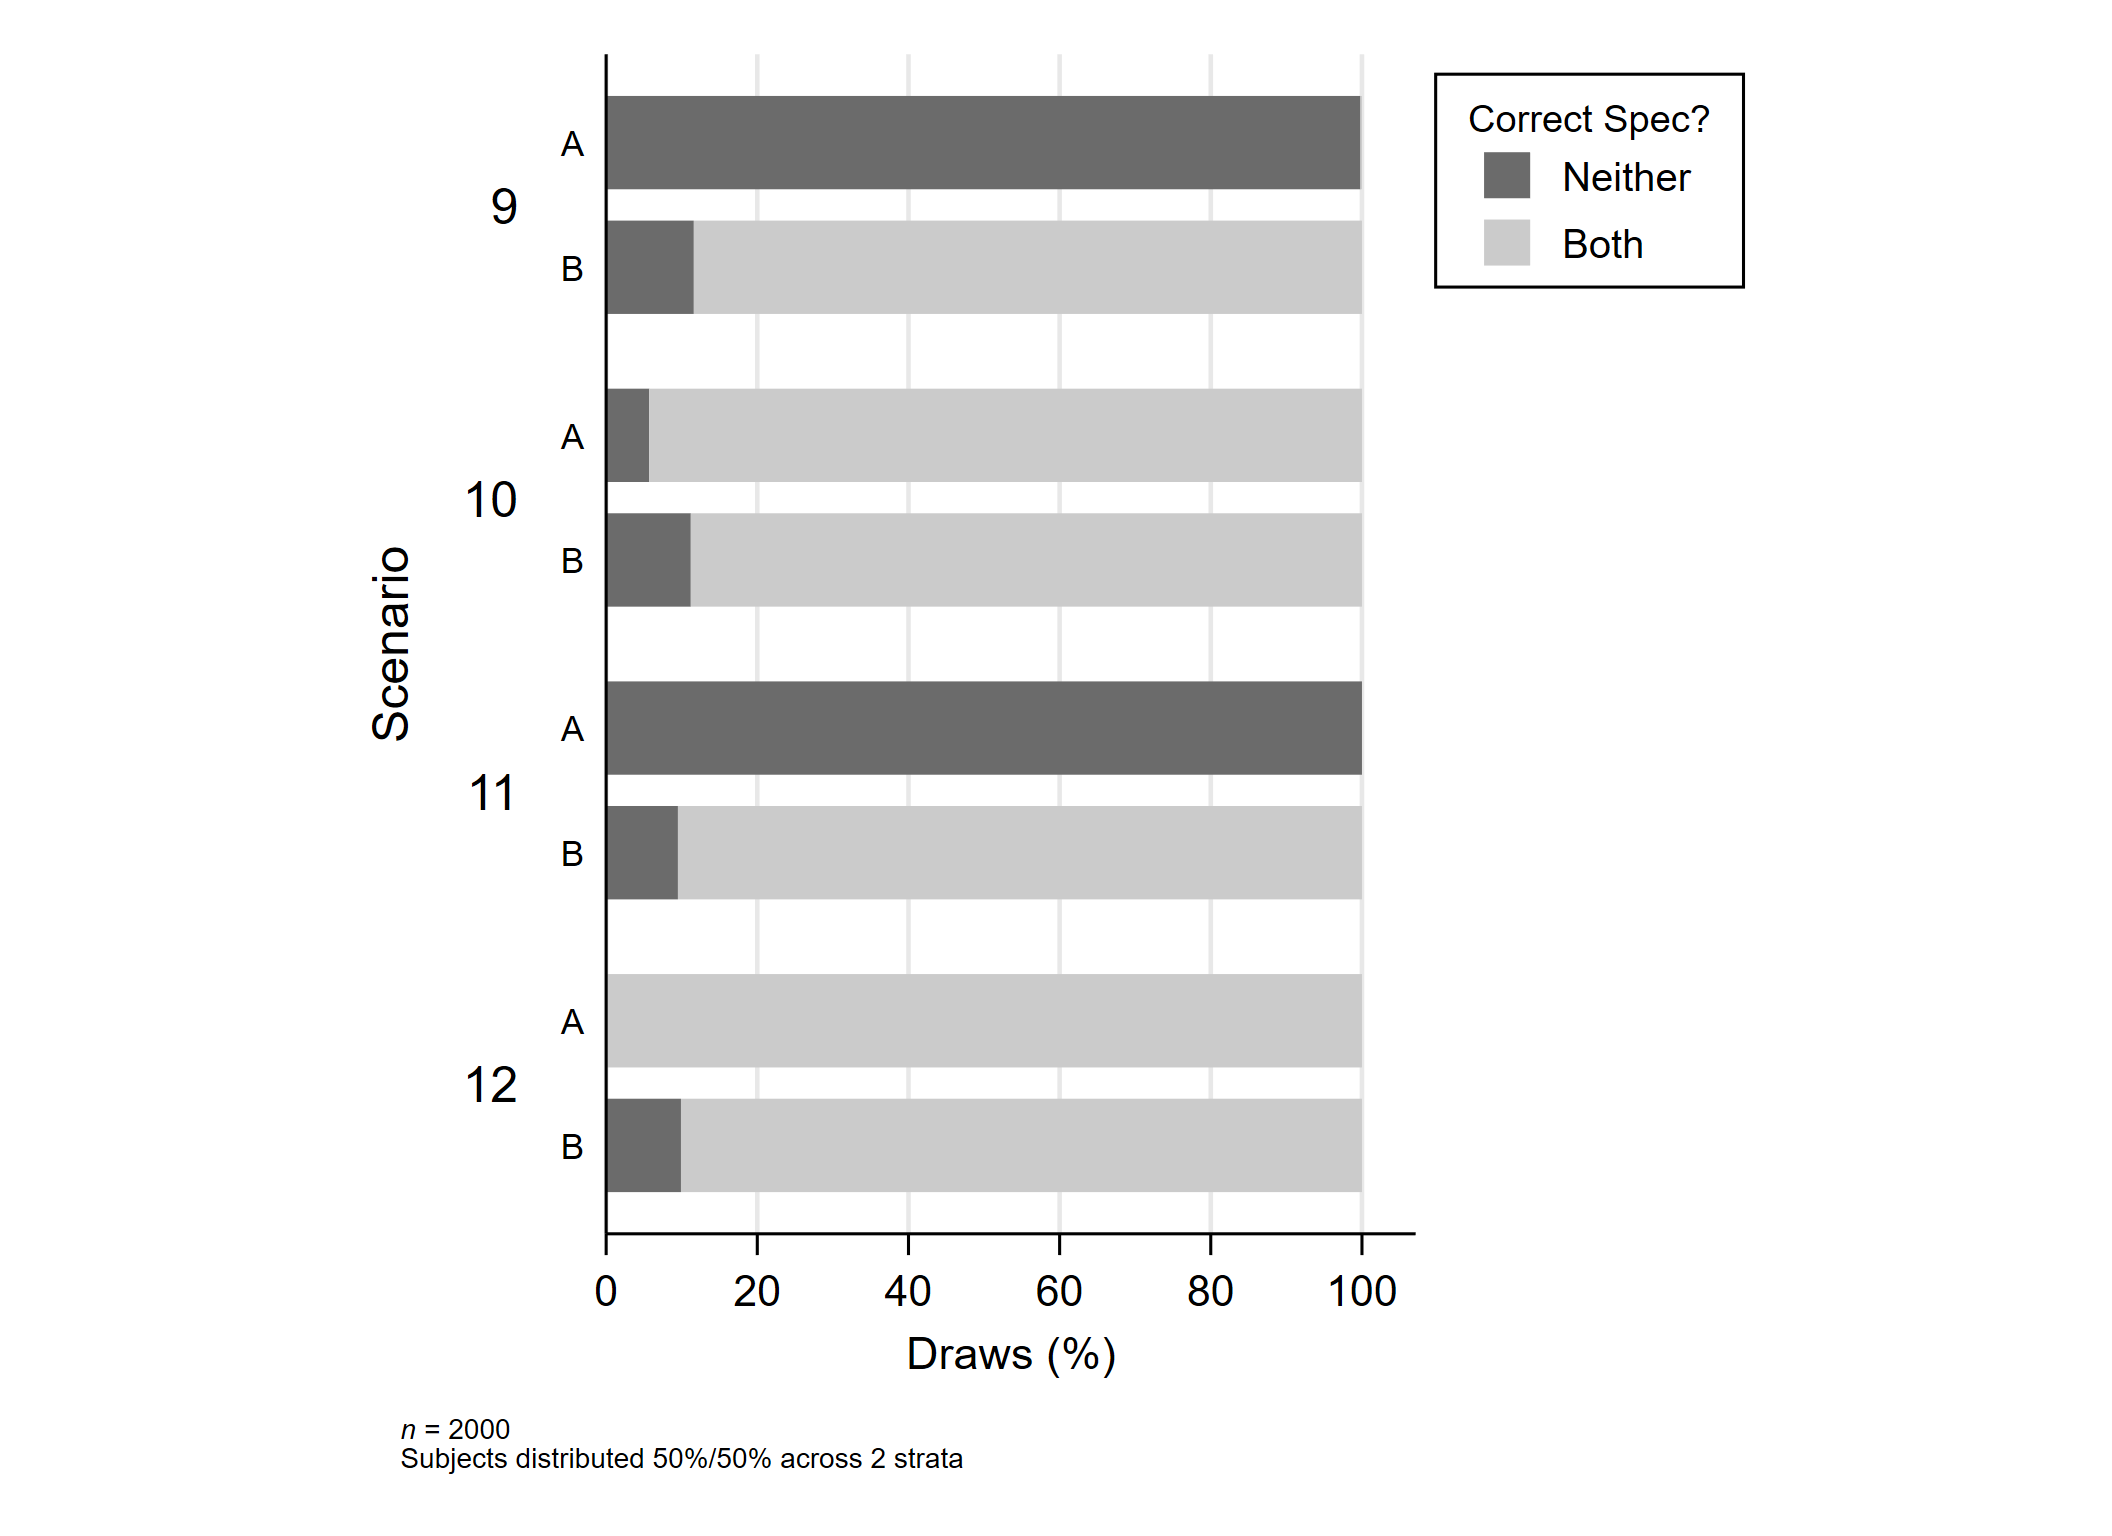 Correct Spec?
Neither
Both
Scenario
9
A
B
10
A
B
11
A
B
12
A
B
0 20 40 60 80 100
Draws (%)
n = 2000
Subjects distributed 50%/50% across 2 strata